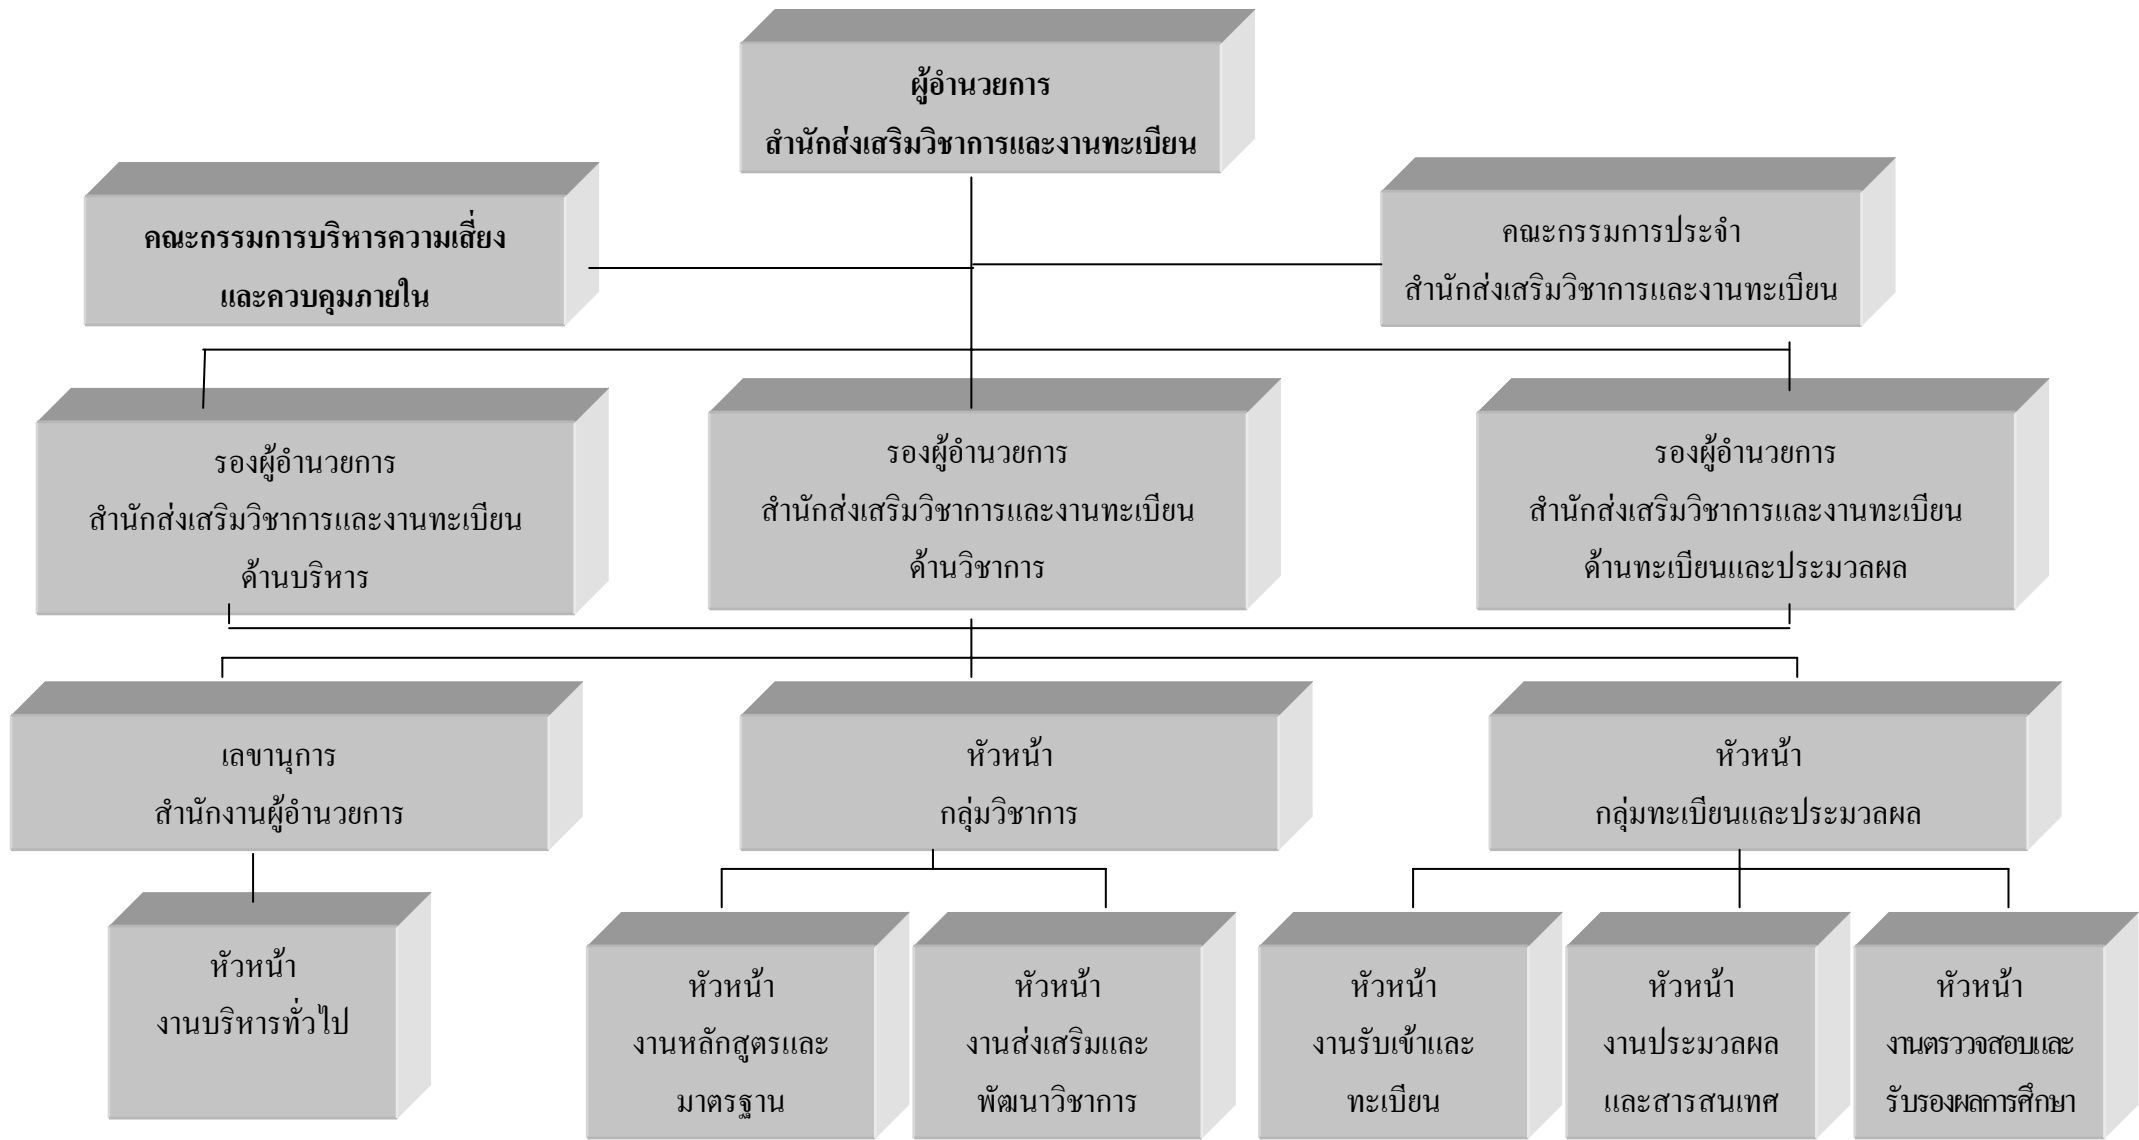 ผู้อำนวยการ
สำนักส่งเสริมวิชาการและงานทะเบียน
คณะกรรมการบริหารความเสี่ยง
และควบคุมภายใน
คณะกรรมการประจำ
สำนักส่งเสริมวิชาการและงานทะเบียน
รองผู้อำนวยการ
สำนักส่งเสริมวิชาการและงานทะเบียน
ด้านบริหาร
รองผู้อำนวยการ
สำนักส่งเสริมวิชาการและงานทะเบียน
ด้านวิชาการ
รองผู้อำนวยการ
สำนักส่งเสริมวิชาการและงานทะเบียน
ด้านทะเบียนและประมวลผล
เลขานุการ
สำนักงานผู้อำนวยการ
หัวหน้า
กลุ่มวิชาการ
หัวหน้า
กลุ่มทะเบียนและประมวลผล
หัวหน้า
งานบริหารทั่วไป
หัวหน้า
งานหลักสูตรและ
มาตรฐาน
หัวหน้า
งานส่งเสริมและ
พัฒนาวิชาการ
หัวหน้า
งานรับเข้าและ
ทะเบียน
หัวหน้า
งานประมวลผล
และสารสนเทศ
หัวหน้า
งานตรววจสอบและ
รับรองผลการศึกษา